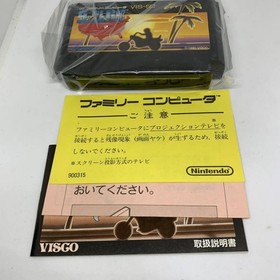 VISCO
ファミリー コンピュータ
ご 注 意
ファミリーコンピュータにプロジェクションテレビを
接続すると残像現象(画面ヤケ)が生ずるため、接続
しないでください。
※スクリーン投影方式のテレビ
900315
Nintendo
おいてください。
VISCO
取扱説明書